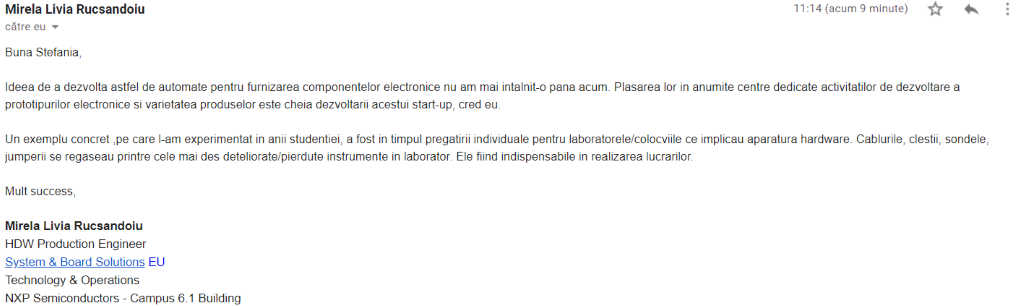 Mirela Livia Rucsandoiu 11:14 (acum 9 minute)
către eu
Buna Stefania,
Ideea de a dezvolta astfel de automate pentru furnizarea componentelor electronice nu am mai intalnit-o pana acum. Plasarea lor in anumite centre dedicate activitatilor de dezvoltare a
prototipurilor electronice si varietatea produselor este cheia dezvoltarii acestui start-up, cred eu.
Un exemplu concret ,pe care l-am experimentat in anii studentiei, a fost in timpul pregatirii individuale pentru laboratorele/colocviile ce implicau aparatura hardware. Cablurile, clestii, sondele,
jumperii se regaseau printre cele mai des deteliorate/pierdute instrumente in laborator. Ele fiind indispensabile in realizarea lucrarilor.
Mult success,
Mirela Livia Rucsandoiu
HDW Production Engineer
System & Board Solutions EU
Technology & Operations
NXP Semiconductors - Campus 6.1 Building